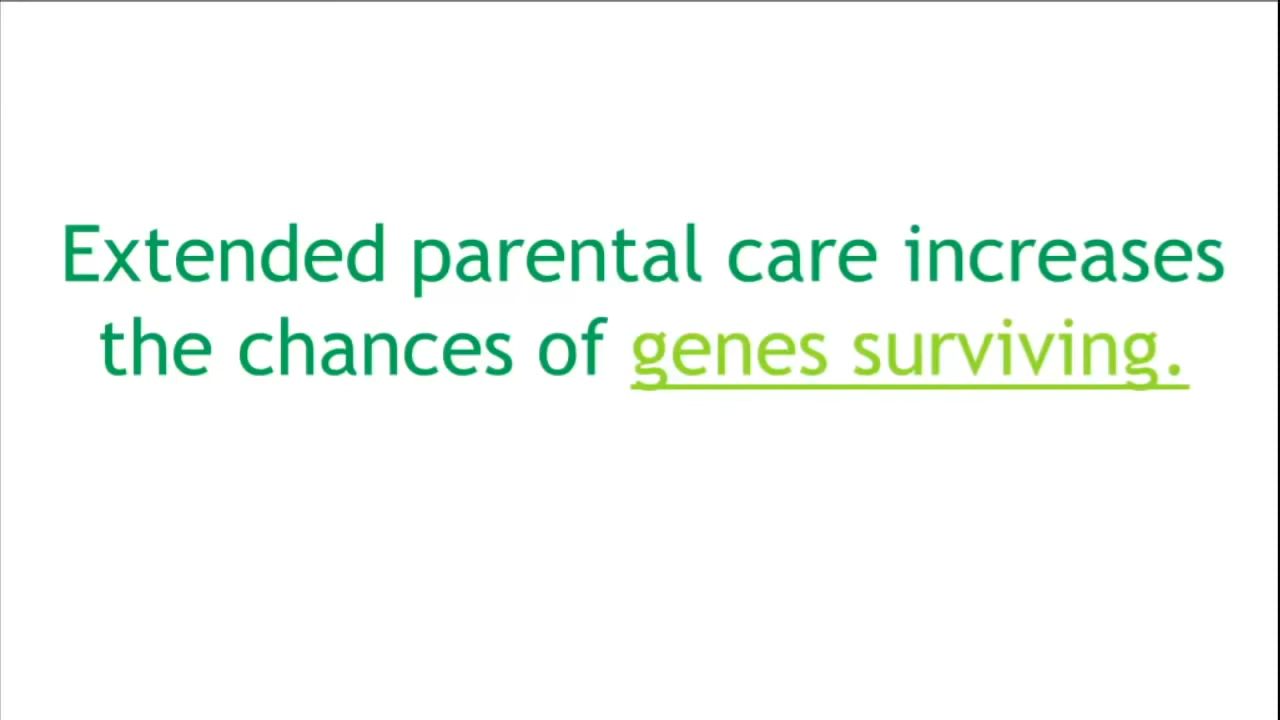 Extended parental care increases
the chances of genes surviving.